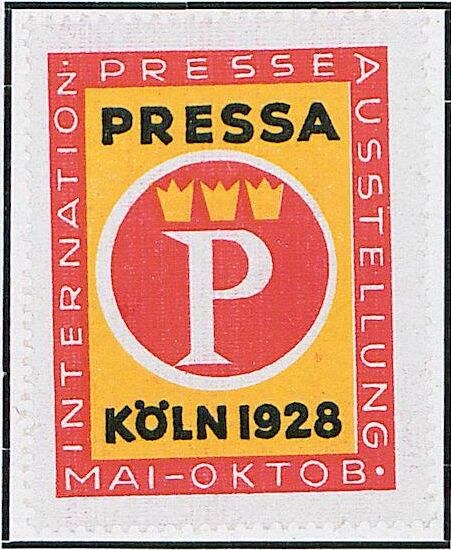 INTERNATION.
PRESSE
AUSSTELLUNG.
PRESSA
P
KÖLN 1928
MAI-OKTOB.